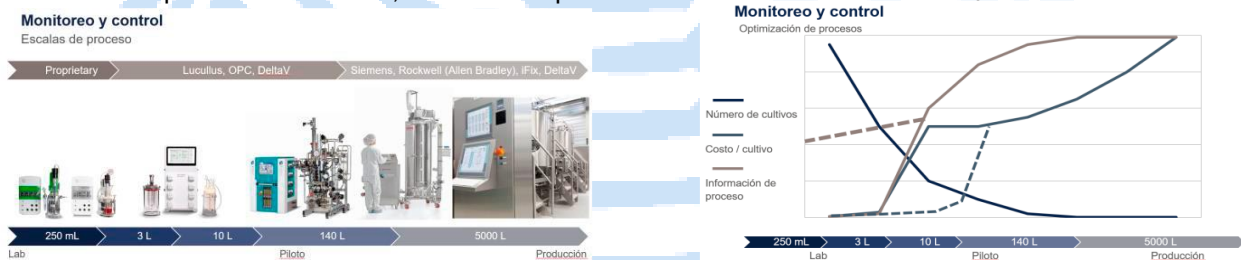 Monitoreo y control
Escalas de proceso
Proprietary
Lucullus, OPC, DeltaV
Siemens, Rockwell (Allen Bradley), iFix, DeltaV
250 mL
3 L
10 L
140 L
5000 L
Lab
Piloto
Producción
Monitoreo y control
Optimización de procesos
Número de cultivos
Costo / cultivo
Información de
proceso
250 mL
3 L
10 L
140 L
5000 L
Lab
Piloto
Producción